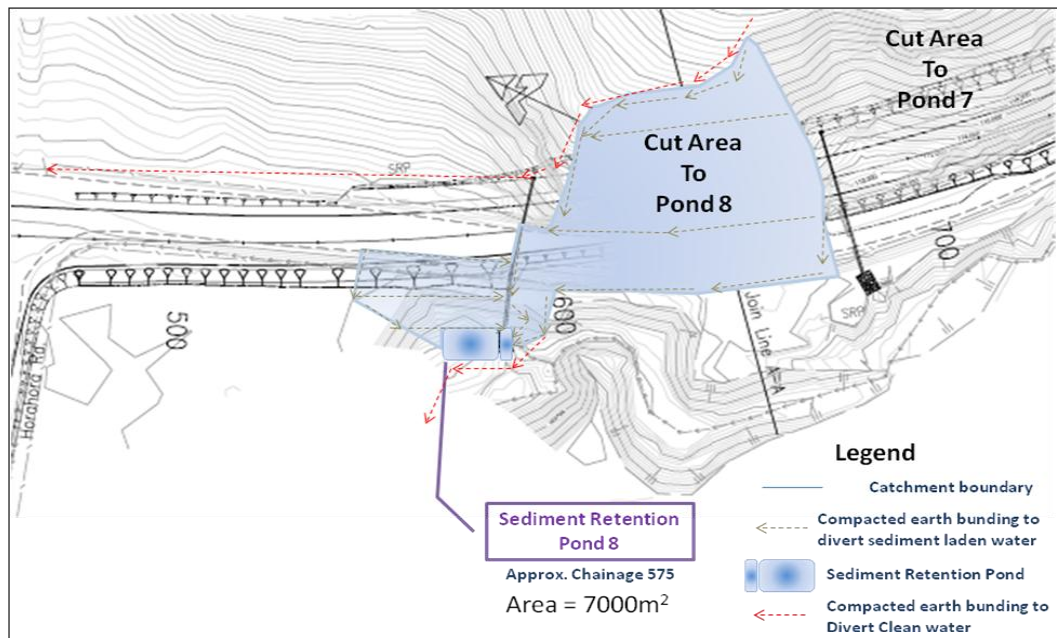 Cut Area
To
Pond 7
Cut Area
To
Pond 8
SRP
Horahora Rd
500
600
700
Join Line A-A
SRP
Legend
Catchment boundary
Compacted earth bunding to
divert sediment laden water
Sediment Retention Pond
Compacted earth bunding to
Divert Clean water
Sediment Retention
Pond 8
Approx. Chainage 575
Area = 7000m²